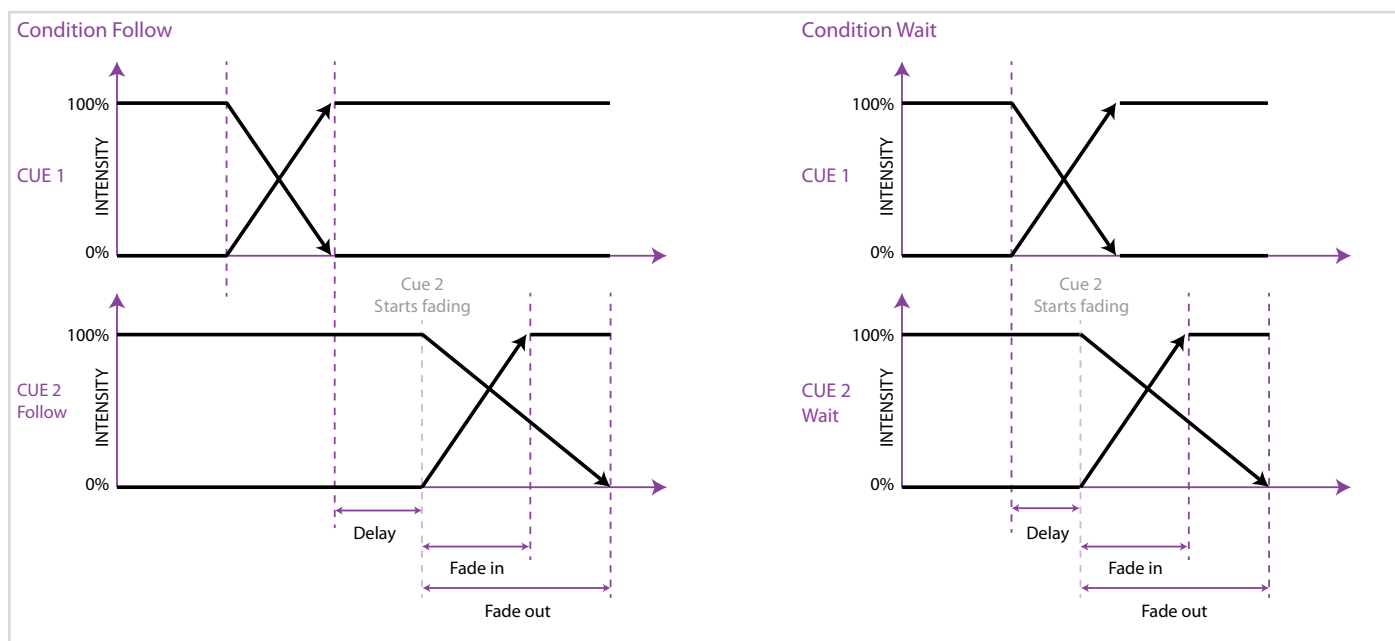 Condition Follow
100%
INTENSITY
CUE 1
0%
Cue 2
Starts fading
100%
INTENSITY
CUE 2
Follow
0%
Delay
Fade in
Fade out
Condition Wait
100%
INTENSITY
CUE 1
0%
Cue 2
Starts fading
100%
INTENSITY
CUE 2
Wait
0%
Delay
Fade in
Fade out